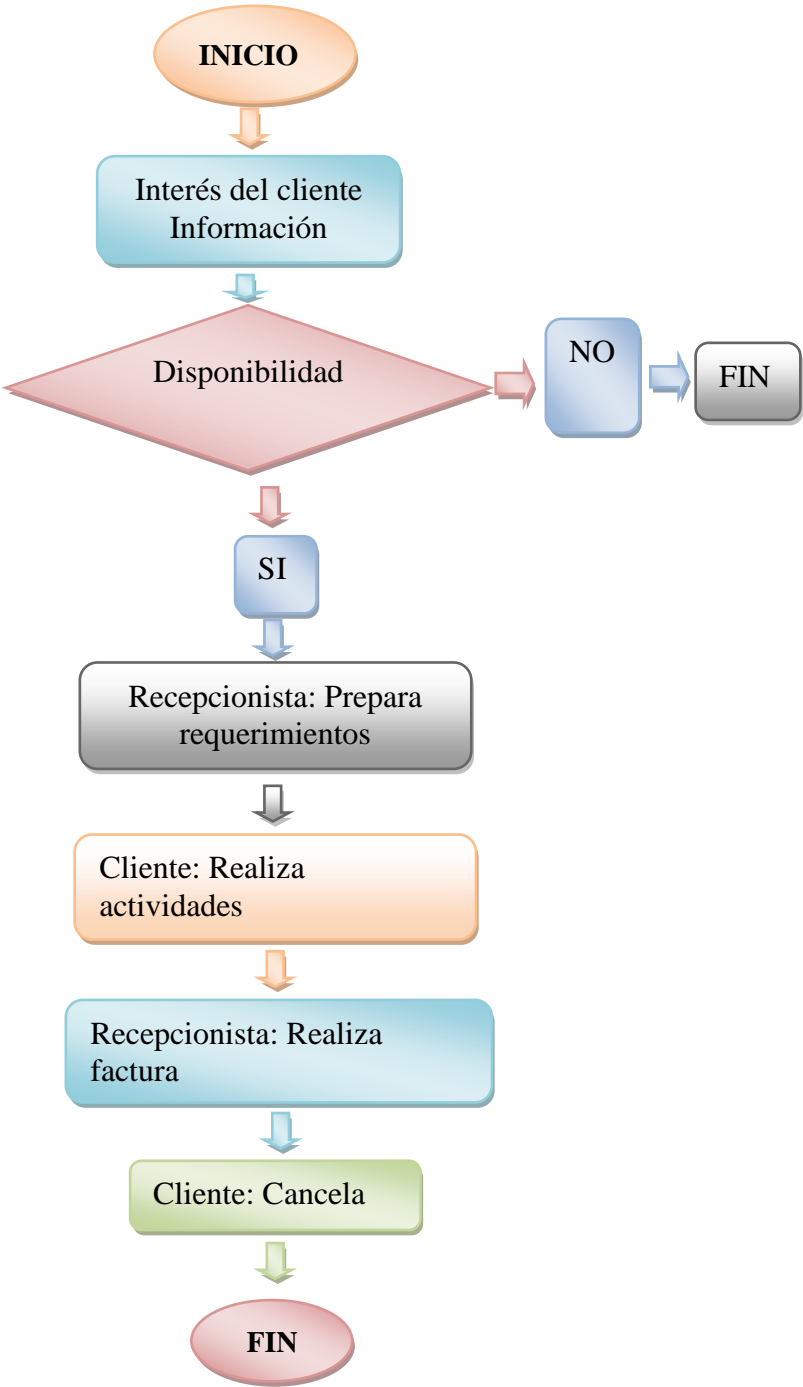 INICIO
Interés del cliente
Información
Disponibilidad
NO
FIN
SI
Recepcionista: Prepara
requerimientos
Cliente: Realiza
actividades
Recepcionista: Realiza
factura
Cliente: Cancela
FIN